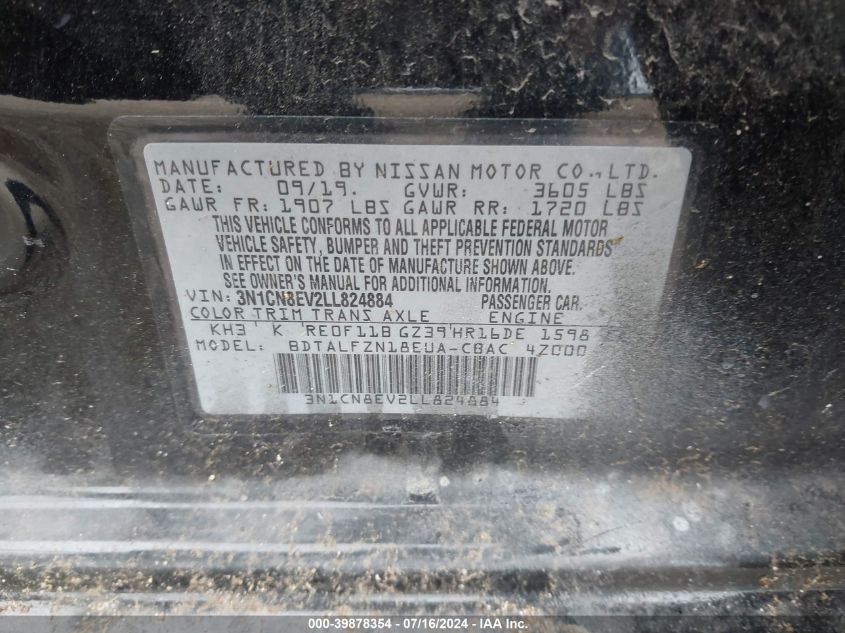 MANUFACTURED BY NISSAN MOTOR CO., LTD.
DATE: 09/19. GVWR: 3605 LBS
GAWR FR: 1907 LBS GAWR RR: 1720 LBS
THIS VEHICLE CONFORMS TO ALL APPLICABLE FEDERAL MOTOR
VEHICLE SAFETY, BUMPER AND THEFT PREVENTION STANDARDS
IN EFFECT ON THE DATE OF MANUFACTURE SHOWN ABOVE.
SEE OWNER'S MANUAL FOR ADDITIONAL INFORMATION.
VIN: 3N1CN8EV2LL824884 PASSENGER CAR.
COLOR TRIM TRANS AXLE ENGINE
KH3 K RE0F11B GZ39 HR16DE 1598
MODEL: BDTALFZN18EUA-CBAC 4Z000
3N1CN8EV2LL824884
000-39878354 - 07/16/2024 - IAAI.COM